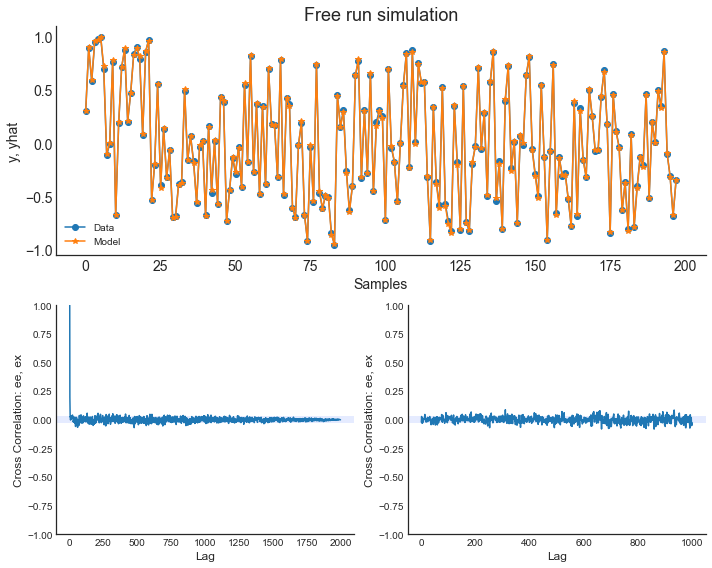 Free run simulation
y, yhat
1.0
0.5
0.0
−0.5
−1.0
Data
Model
0 25 50 75 100 125 150 175 200
Samples
Cross Correlation: ee, ex
1.00
0.75
0.50
0.25
0.00
−0.25
−0.50
−0.75
−1.00
0 250 500 750 1000 1250 1500 1750 2000
Lag
Cross Correlation: ee, ex
1.00
0.75
0.50
0.25
0.00
−0.25
−0.50
−0.75
−1.00
0 200 400 600 800 1000
Lag